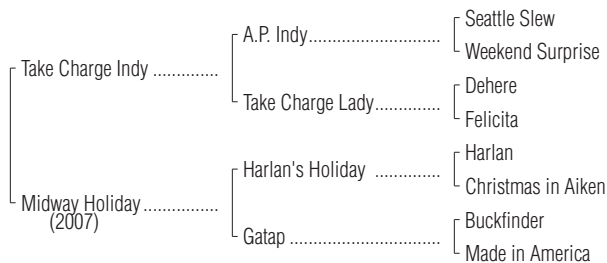 Seattle Slew
A.P. Indy
Weekend Surprise
Take Charge Indy
Dehere
Take Charge Lady
Felicita
Harlan
Harlan's Holiday
Christmas in Aiken
Midway Holiday
(2007)
Buckfinder
Gatap
Made in America